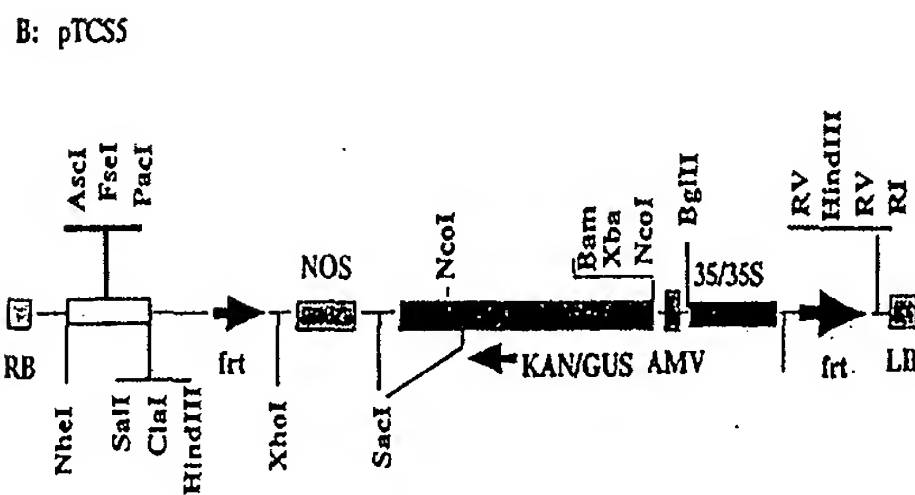 B: pTCS5
AscI
FseI
PacI
NcoI
Bam
Xba
NcoI
BglII
RV
HindIII
RV
RI
NOS
35/35S
RB
frt
KAN/GUS
AMV
frt
LB
NheI
SalI
ClaI
HindIII
XhoI
SacI